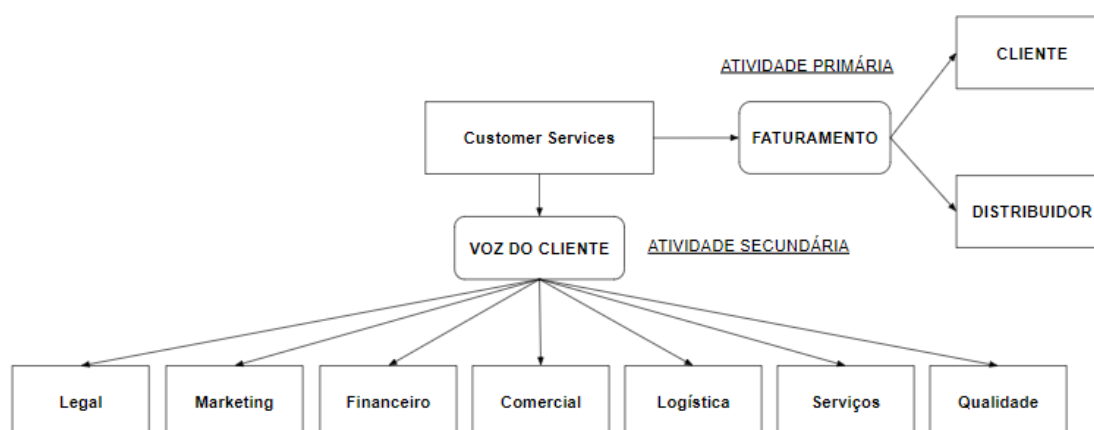 CLIENTE
ATIVIDADE PRIMÁRIA
Customer Services
FATURAMENTO
DISTRIBUIDOR
VOZ DO CLIENTE
ATIVIDADE SECUNDÁRIA
Legal
Marketing
Financeiro
Comercial
Logística
Serviços
Qualidade